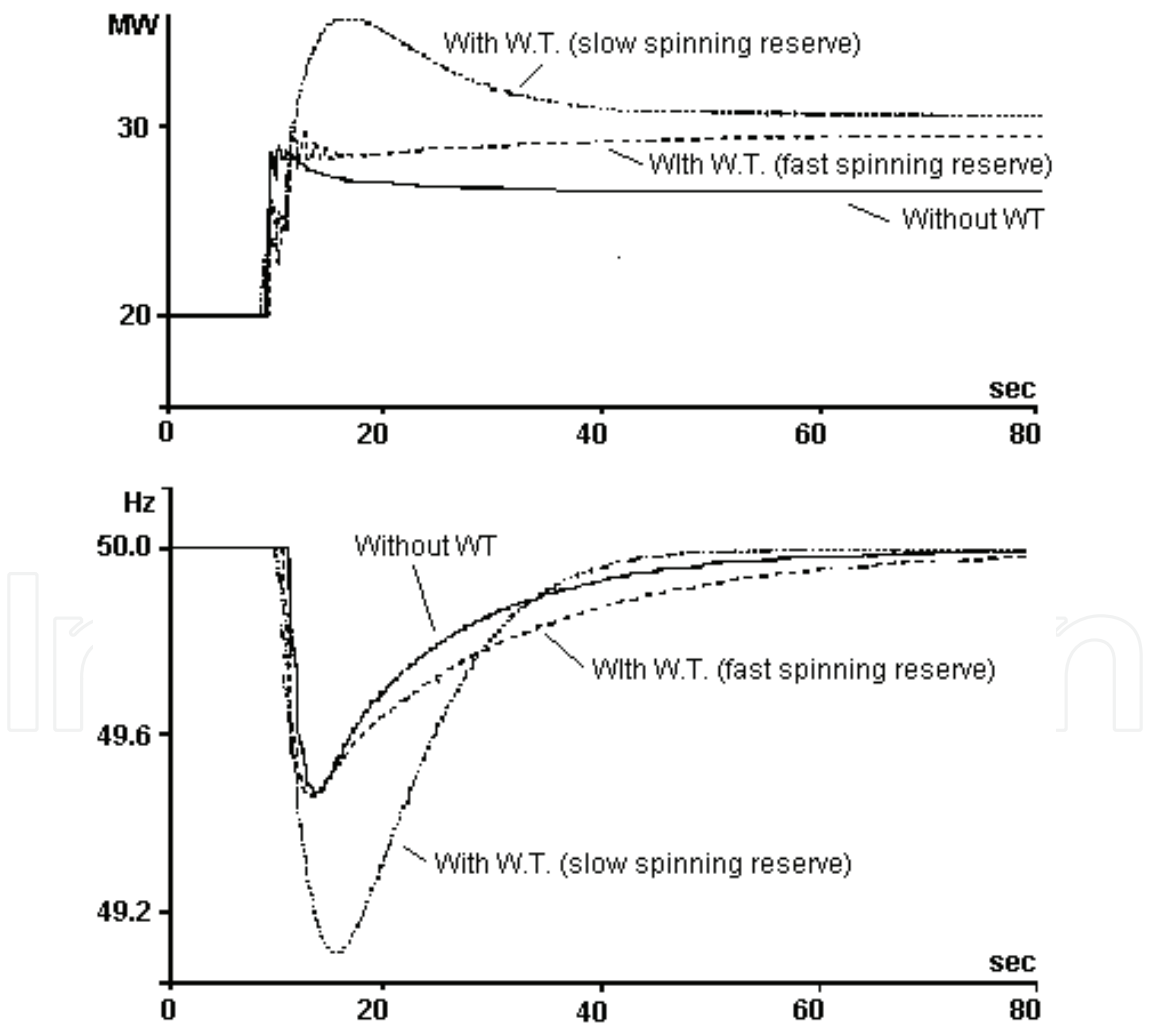 MW
With W.T. (slow spinning reserve)
30
WIth W.T. (fast spinning reserve)
Without WT
20
sec
0 20 40 60 80
Hz
50.0
Without WT
WIth W.T. (fast spinning reserve)
49.6
With W.T. (slow spinning reserve)
49.2
sec
0 20 40 60 80